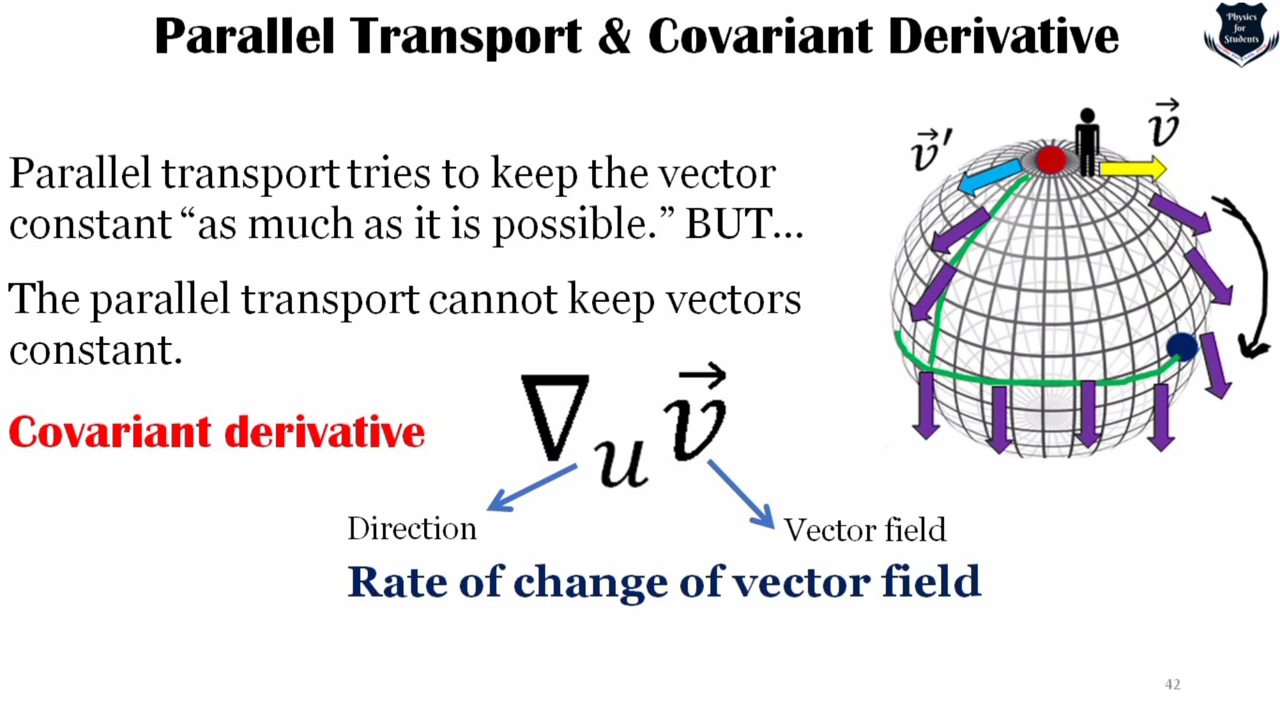 Parallel Transport & Covariant Derivative
Physics
for
Students
Parallel transport tries to keep the vector
constant “as much as it is possible.” BUT...
The parallel transport cannot keep vectors
constant.
Covariant derivative
∇ᵤ v⃗
Direction
Vector field
Rate of change of vector field
v⃗ ′
v⃗
42